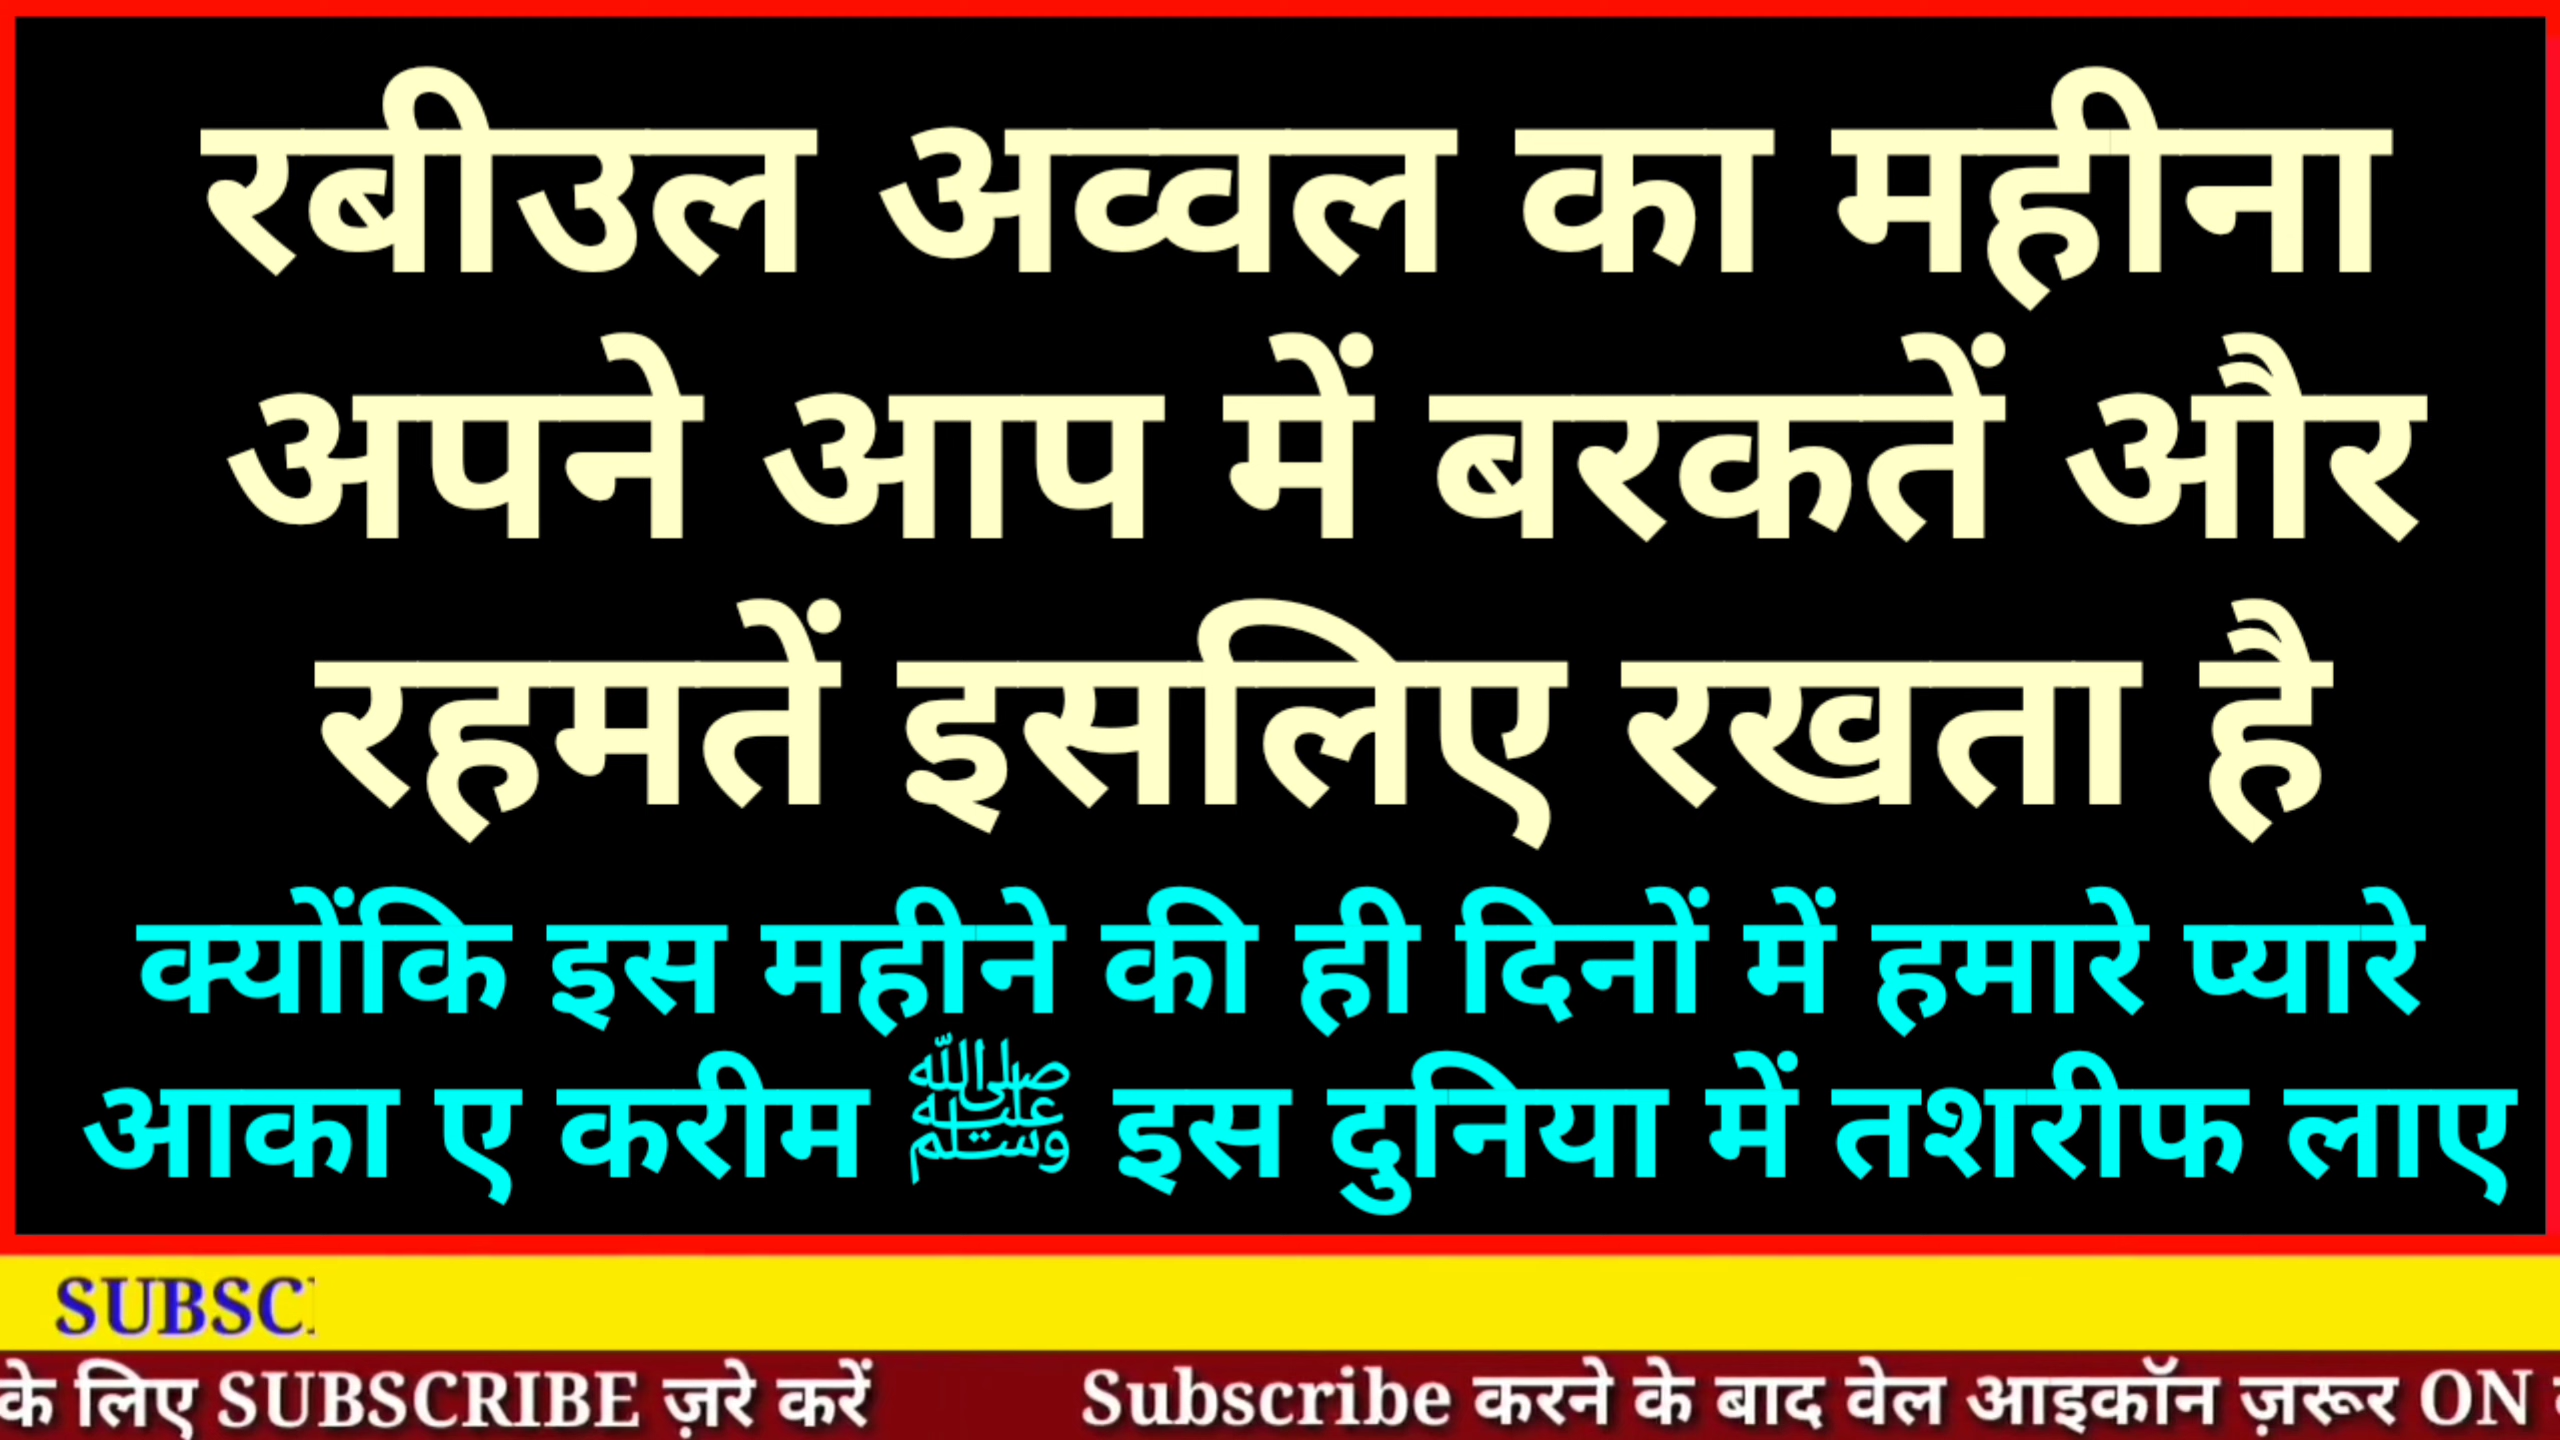 रबीउल अव्वल का महीना
अपने आप में बरकतें और
रहमतें इसलिए रखता है
क्योंकि इस महीने की ही दिनों में हमारे प्यारे
आका ए करीम ﷺ इस दुनिया में तशरीफ लाए
SUBSC
के लिए SUBSCRIBE ज़रे करें Subscribe करने के बाद वेल आइकॉन ज़रूर ON